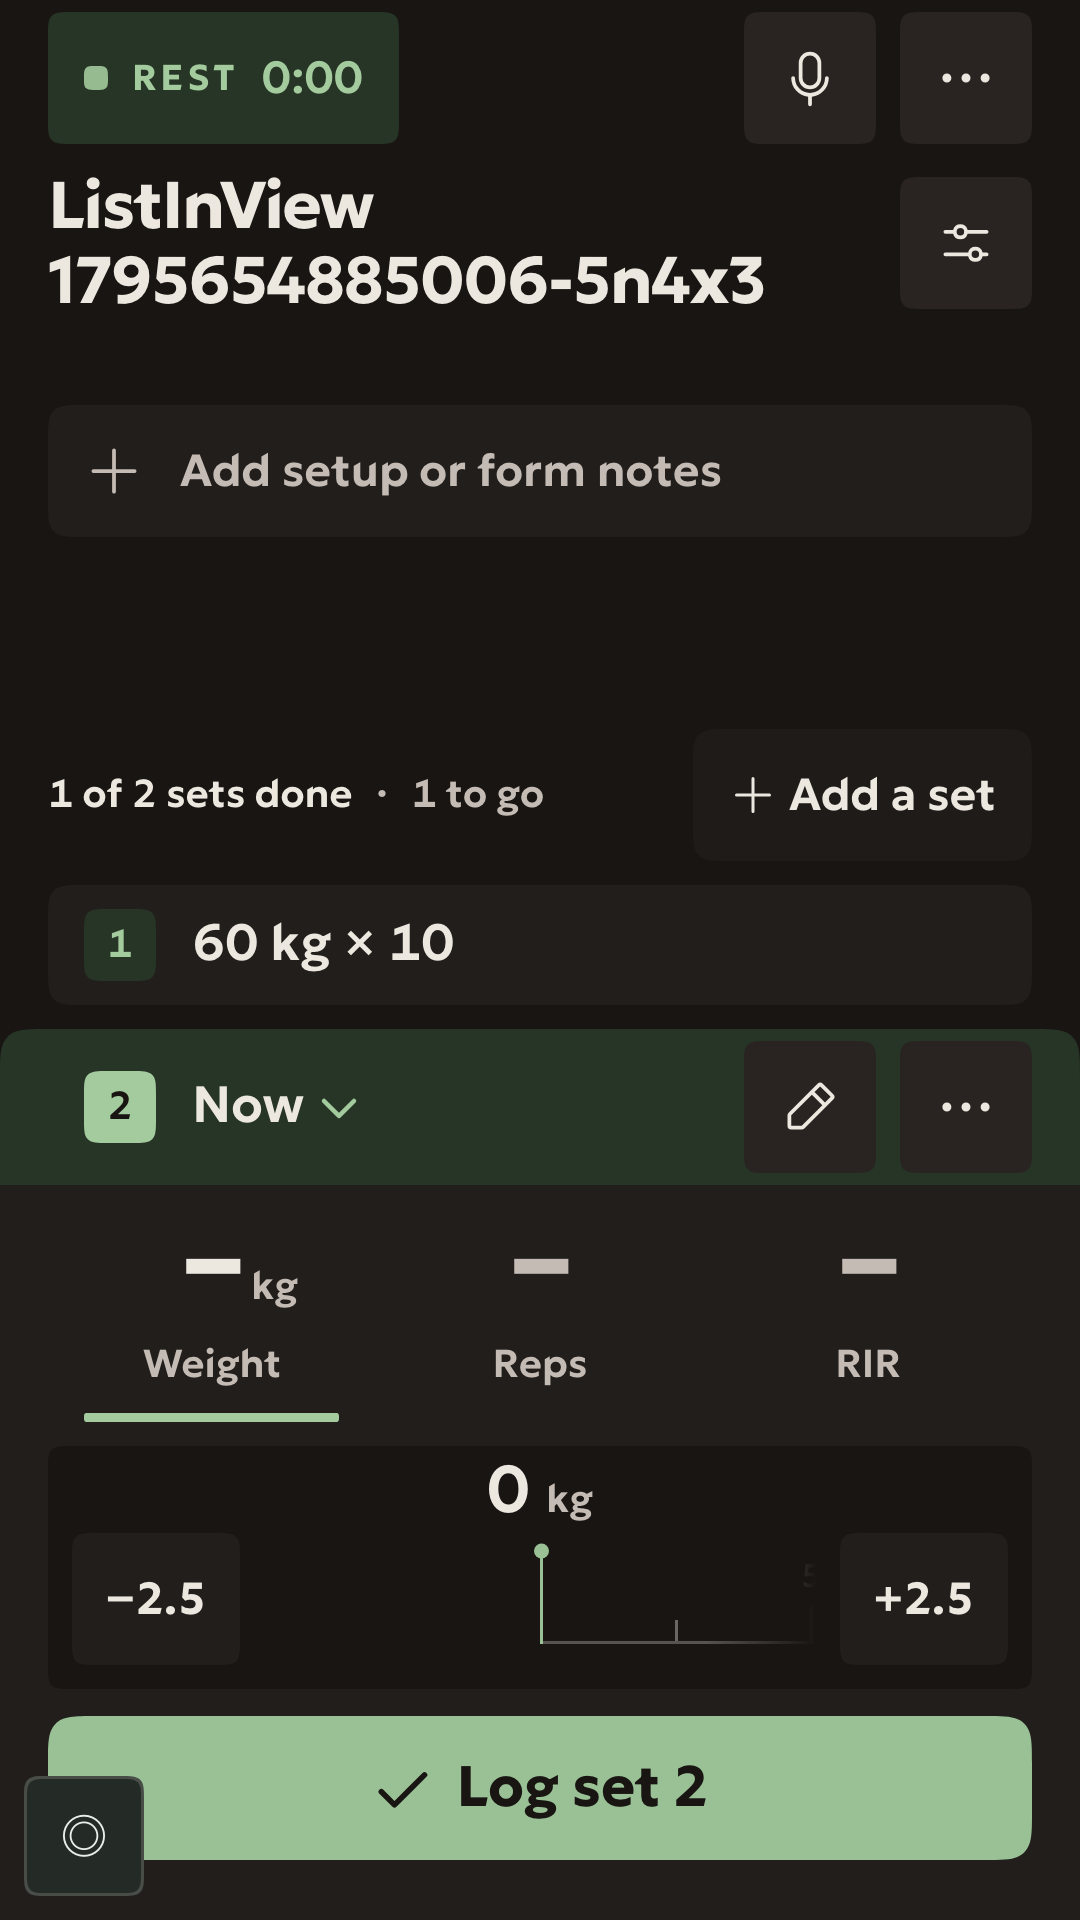 REST 0:00
ListInView
1795654885006-5n4x3
Add setup or form notes
1 of 2 sets done · 1 to go
Add a set
1 60 kg × 10
2 Now
– kg – –
Weight Reps RIR
0 kg
−2.5 5 +2.5
Log set 2